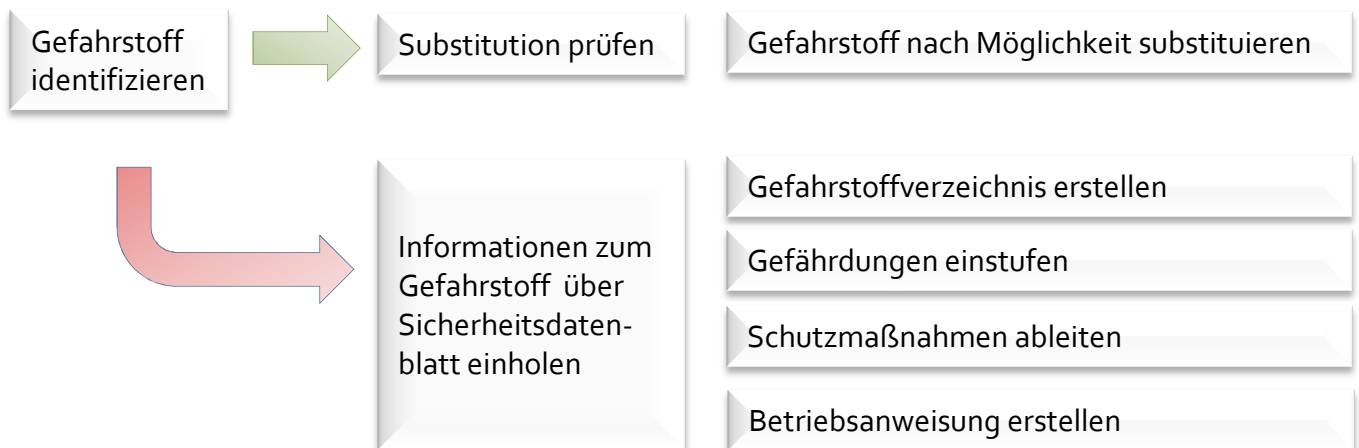 Gefahrstoff
identifizieren
Substitution prüfen
Gefahrstoff nach Möglichkeit substituieren
Informationen zum
Gefahrstoff über
Sicherheitsdaten-
blatt einholen
Gefahrstoffverzeichnis erstellen
Gefährdungen einstufen
Schutzmaßnahmen ableiten
Betriebsanweisung erstellen